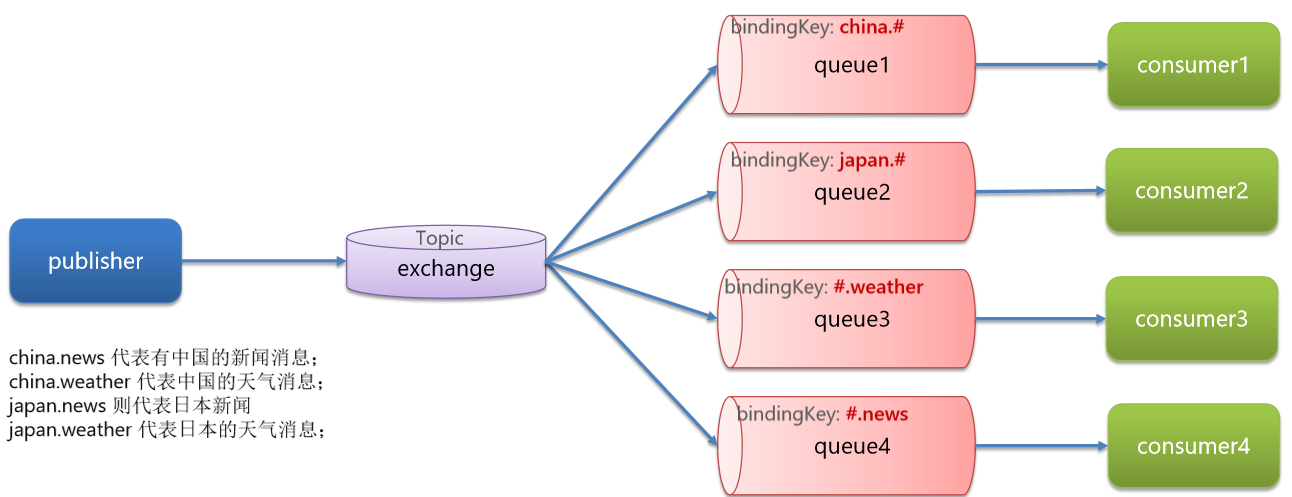 bindingKey: china.#
queue1
consumer1
bindingKey: japan.#
queue2
consumer2
publisher
Topic
exchange
bindingKey: #.weather
queue3
consumer3
china.news 代表有中国的新闻消息；
china.weather 代表中国的天气消息；
japan.news 则代表日本新闻
japan.weather 代表日本的天气消息；
bindingKey: #.news
queue4
consumer4